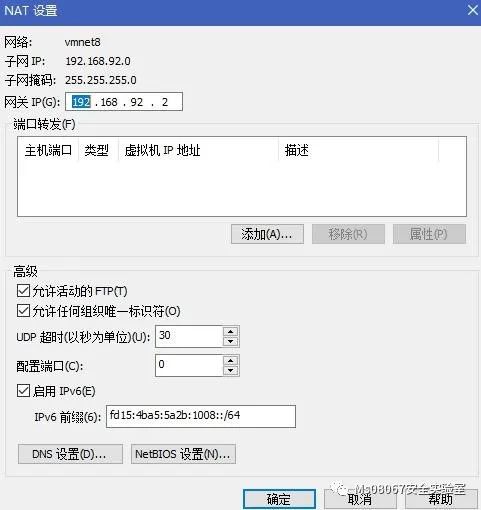 NAT 设置
网络: vmnet8
子网 IP: 192.168.92.0
子网掩码: 255.255.255.0
网关 IP(G): 192 . 168 . 92 . 2
端口转发(F)
主机端口 类型 虚拟机 IP 地址 描述
添加(A)... 移除(R) 属性(P)
高级
允许活动的 FTP(T)
允许任何组织唯一标识符(O)
UDP 超时(以秒为单位)(U): 30
配置端口(C): 0
启用 IPv6(E)
IPv6 前缀(6): fd15:4ba5:5a2b:1008::/64
DNS 设置(D)... NetBIOS 设置(N)...
Ms08067安全实验室
确定 取消 帮助